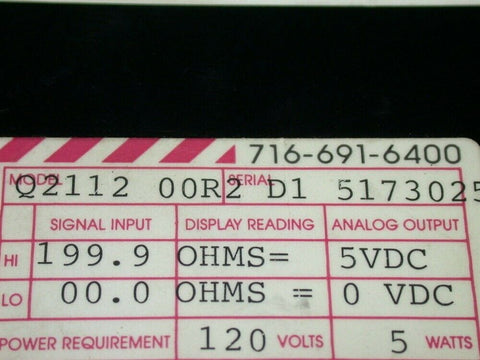 716-691-6400
MODEL SERIAL
Q2112 00R2 D1 5173025
SIGNAL INPUT DISPLAY READING ANALOG OUTPUT
HI 199.9 OHMS= 5VDC
LO 00.0 OHMS = 0 VDC
POWER REQUIREMENT 120 VOLTS 5 WATTS